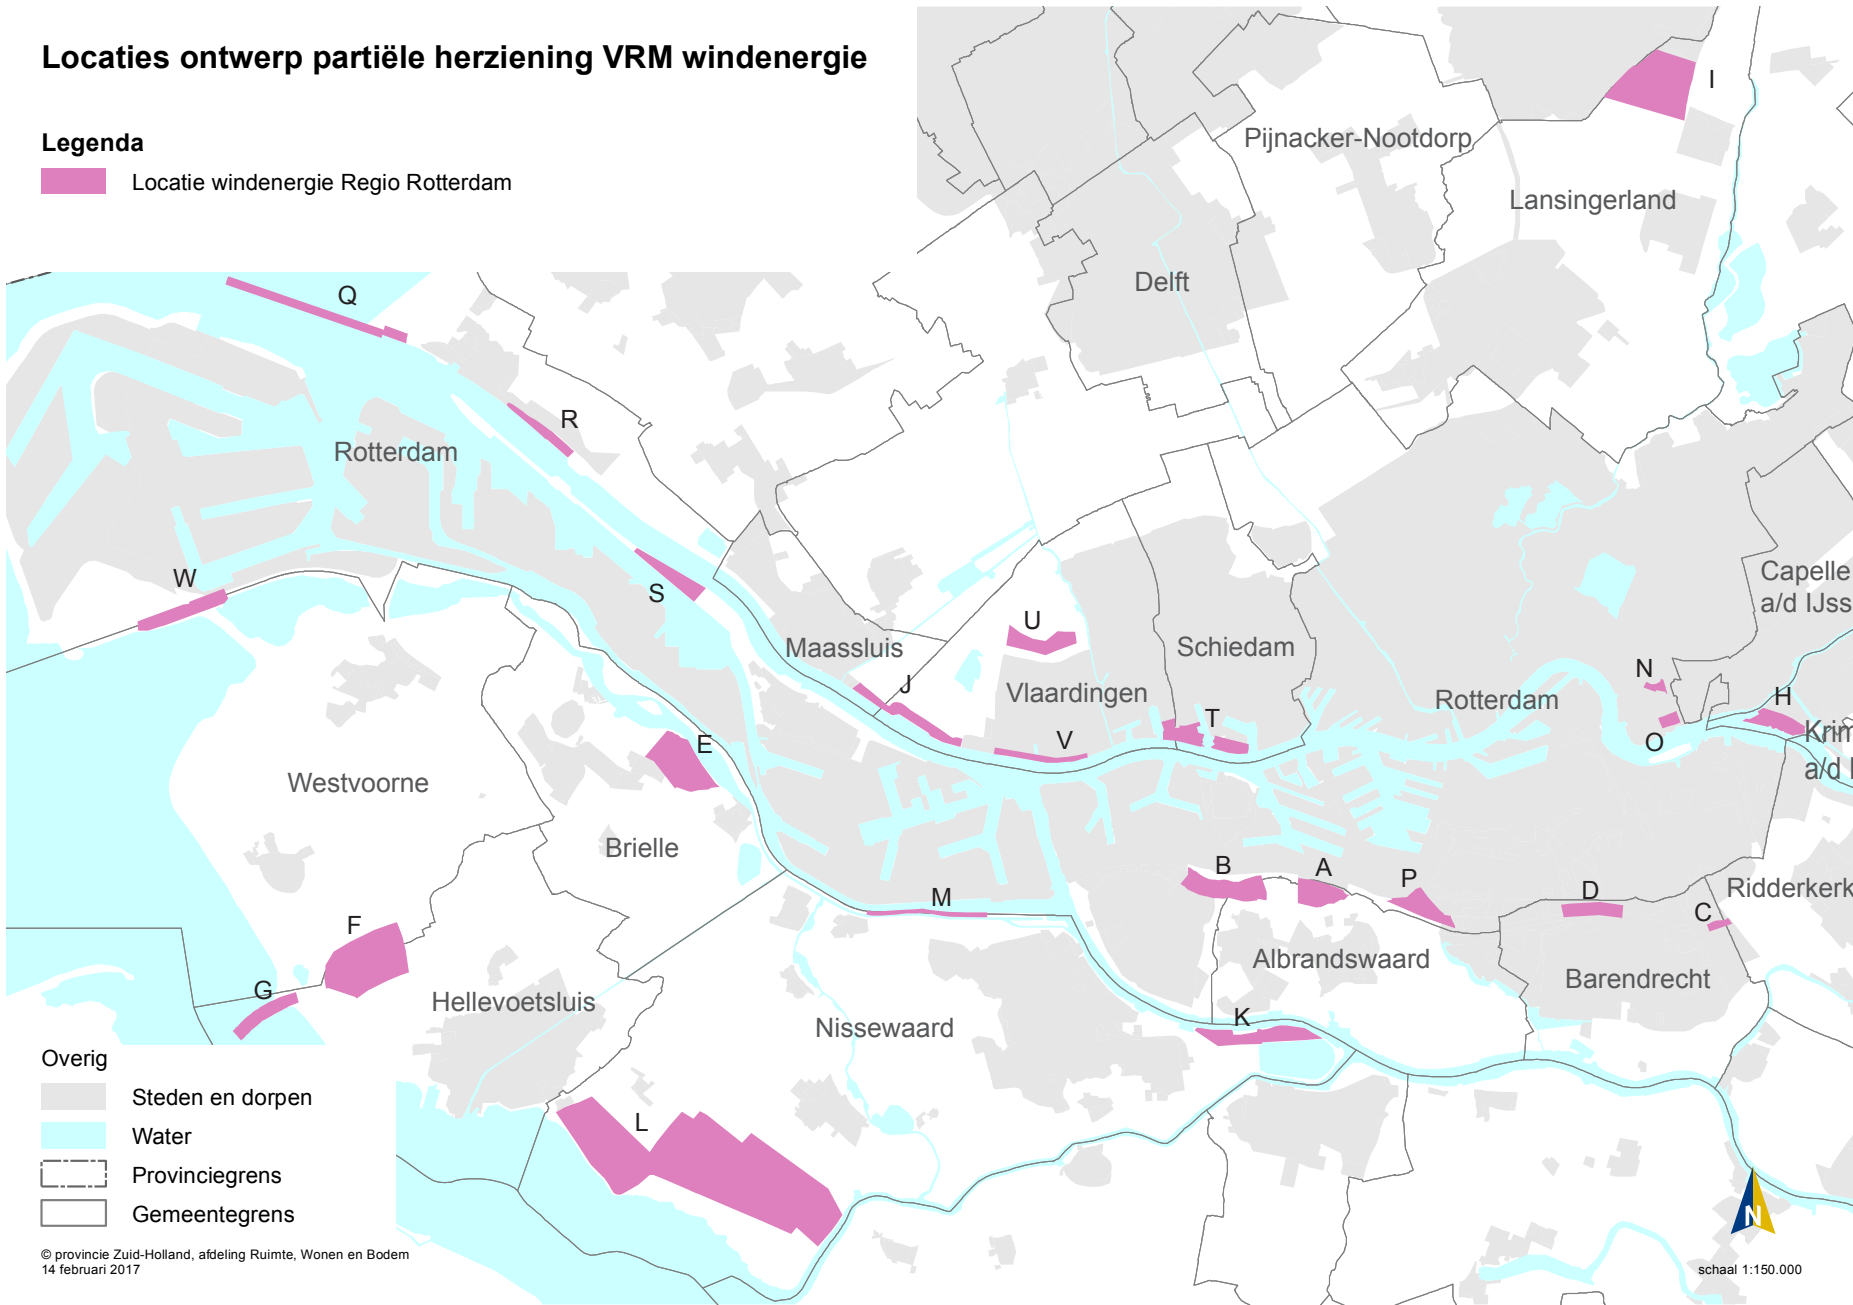 Locaties ontwerp partiële herziening VRM windenergie
Legenda
Locatie windenergie Regio Rotterdam
I
Pijnacker-Nootdorp
Lansingerland
Delft
Q
R
Rotterdam
W
S
Maassluis
J
U
Vlaardingen
V
Schiedam
T
Rotterdam
N
O
H
Capelle
a/d IJss
Krim
a/d I
E
Westvoorne
Brielle
F
G
Hellevoetsluis
M
Nissewaard
B
A
P
D
C
Ridderkerk
Albrandswaard
Barendrecht
K
L
Overig
Steden en dorpen
Water
Provinciegrens
Gemeentegrens
© provincie Zuid-Holland, afdeling Ruimte, Wonen en Bodem
14 februari 2017
N
schaal 1:150.000